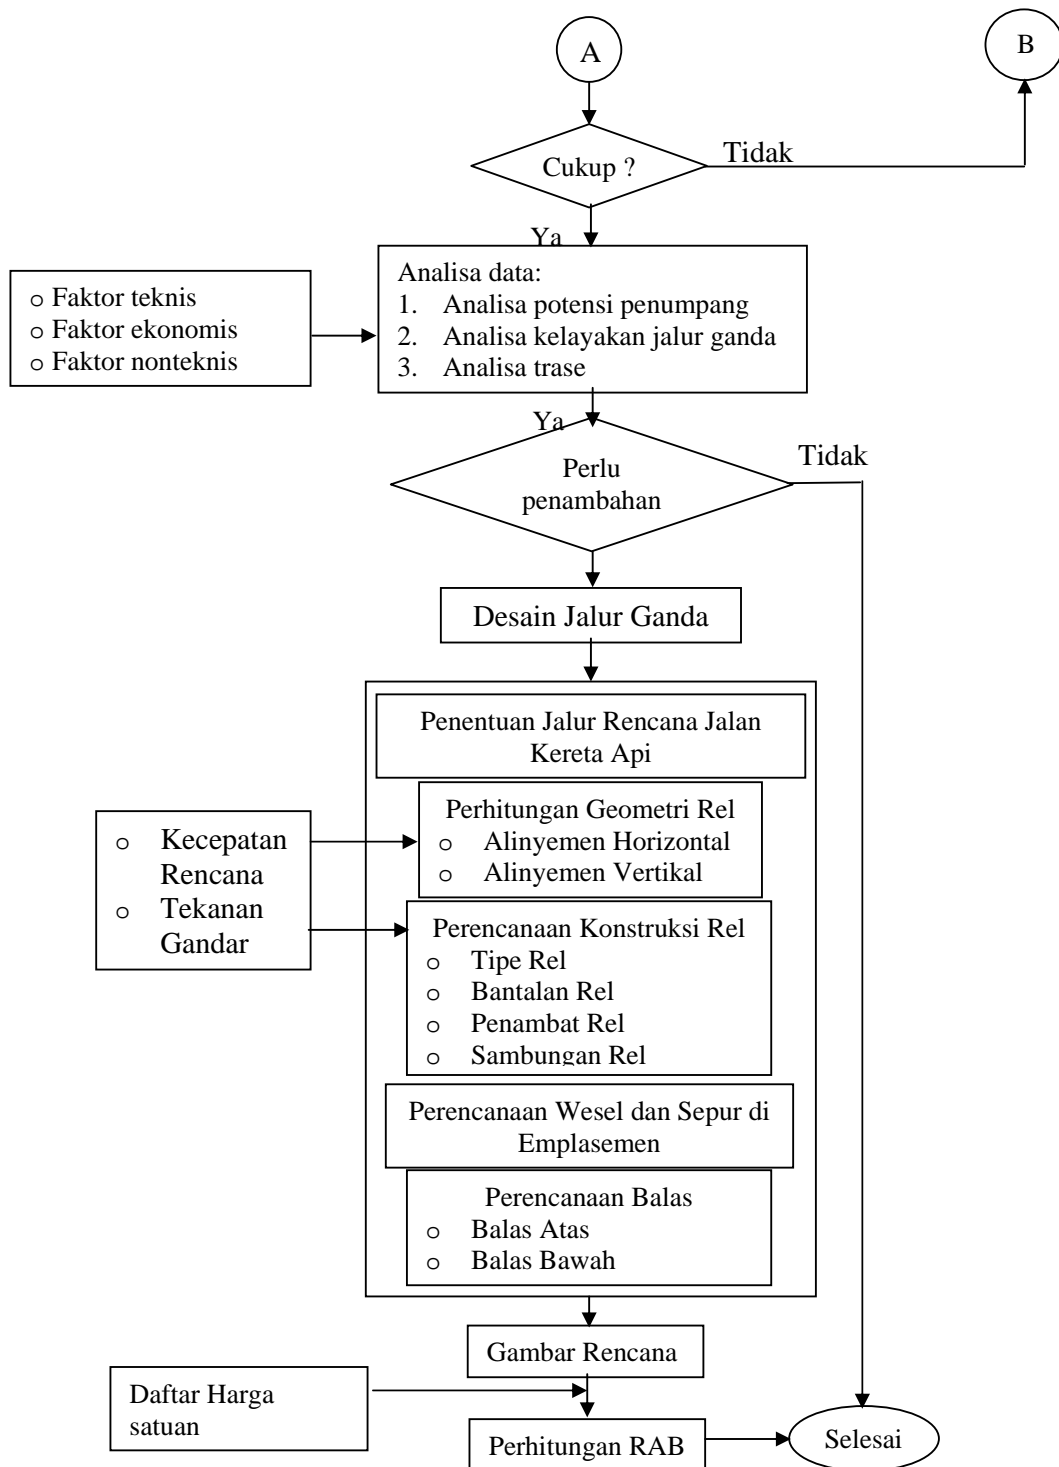 A
B
Cukup ?
Tidak
Ya
o Faktor teknis
o Faktor ekonomis
o Faktor nonteknis
Analisa data:
1. Analisa potensi penumpang
2. Analisa kelayakan jalur ganda
3. Analisa trase
Ya
Perlu
penambahan
Tidak
Desain Jalur Ganda
Penentuan Jalur Rencana Jalan
Kereta Api
Perhitungan Geometri Rel
o Alinyemen Horizontal
o Alinyemen Vertikal
o Kecepatan
Rencana
o Tekanan
Gandar
Perencanaan Konstruksi Rel
o Tipe Rel
o Bantalan Rel
o Penambat Rel
o Sambungan Rel
Perencanaan Wesel dan Sepur di
Emplasemen
Perencanaan Balas
o Balas Atas
o Balas Bawah
Gambar Rencana
Daftar Harga
satuan
Perhitungan RAB
Selesai